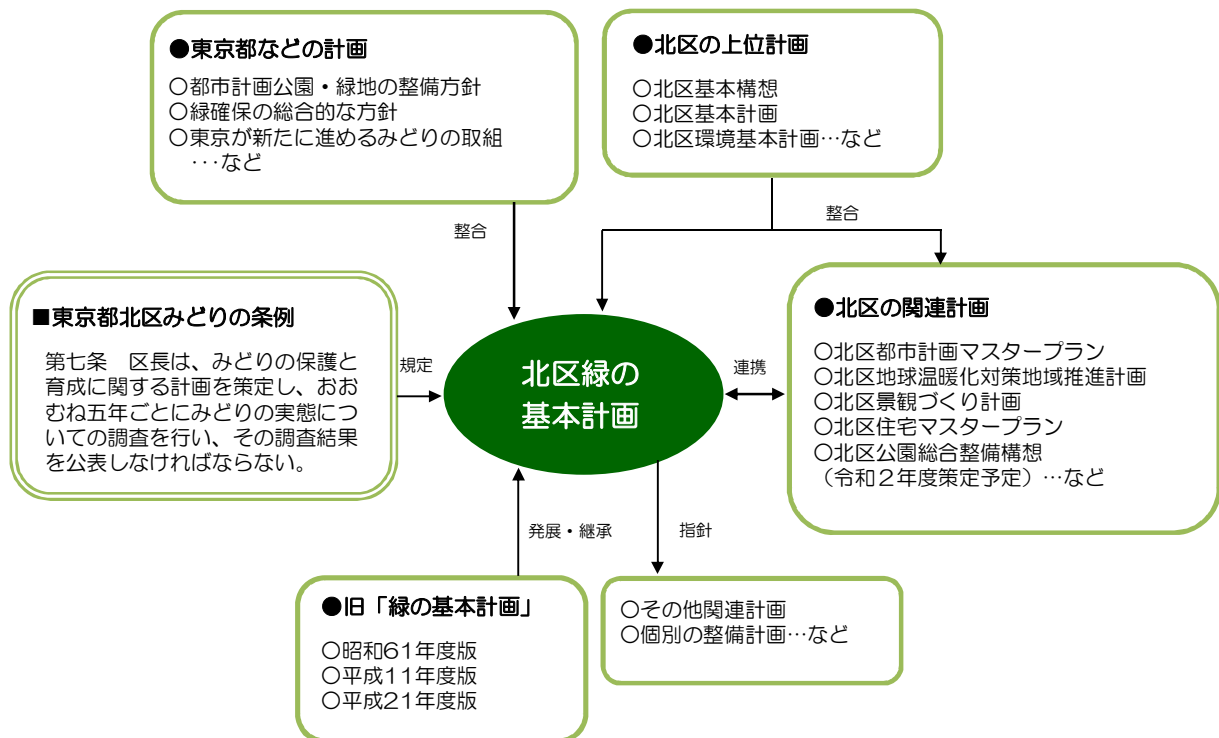 ●東京都などの計画
○都市計画公園・緑地の整備方針
○緑確保の総合的な方針
○東京が新たに進めるみどりの取組
・・・など
●北区の上位計画
○北区基本構想
○北区基本計画
○北区環境基本計画…など
整合
整合
■東京都北区みどりの条例
第七条　区長は、みどりの保護と
育成に関する計画を策定し、おお
むね五年ごとにみどりの実態につ
いての調査を行い、その調査結果
を公表しなければならない。
規定
北区緑の
基本計画
連携
●北区の関連計画
○北区都市計画マスタープラン
○北区地球温暖化対策地域推進計画
○北区景観づくり計画
○北区住宅マスタープラン
○北区公園総合整備構想
（令和２年度策定予定）…など
発展・継承
指針
●旧「緑の基本計画」
○昭和61年度版
○平成11年度版
○平成21年度版
○その他関連計画
○個別の整備計画…など